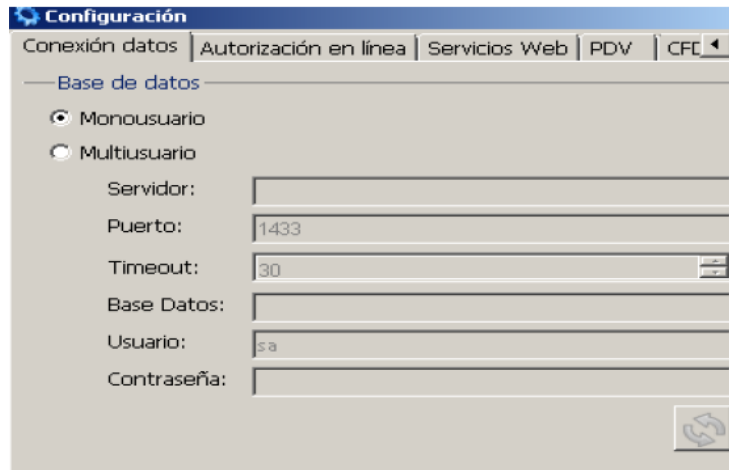 Configuración
Conexión datos Autorización en línea Servicios Web PDV CFD
Base de datos
Monousuario
Multiusuario
Servidor:
Puerto: 1433
Timeout: 30
Base Datos:
Usuario: sa
Contraseña: